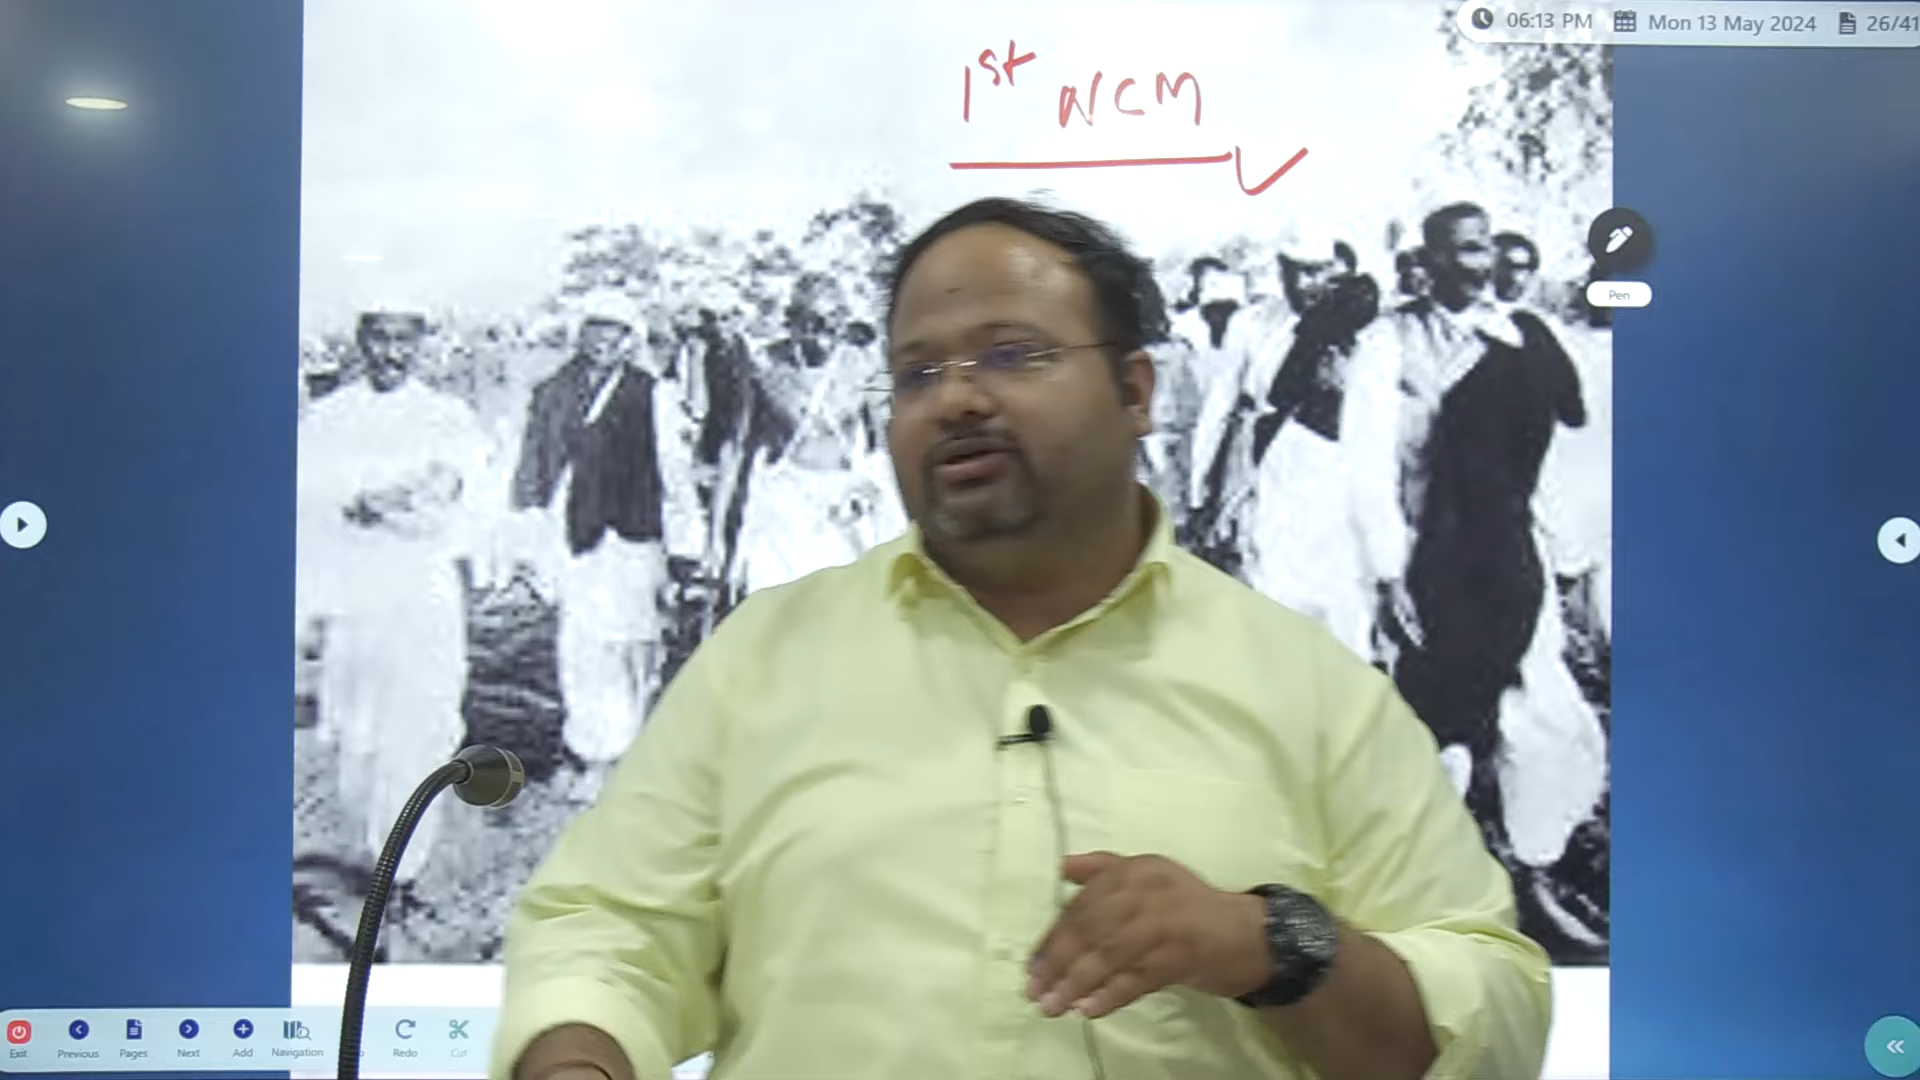 06:13 PM Mon 13 May 2024 26/41
1st NCM
Pen
Exit Previous Pages Next Add Navigation Redo Cut